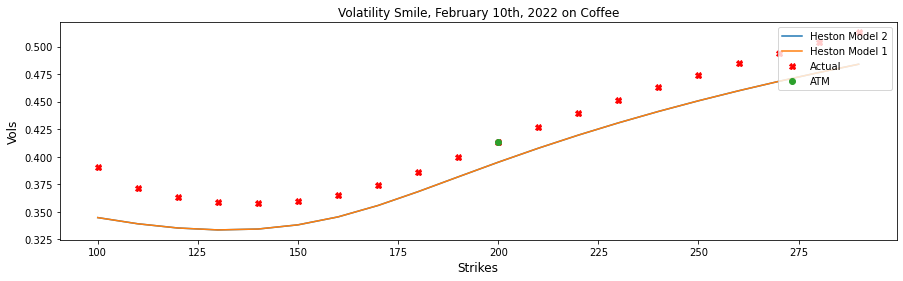 Volatility Smile, February 10th, 2022 on Coffee
Heston Model 2
Heston Model 1
Actual
ATM
Vols
0.500
0.475
0.450
0.425
0.400
0.375
0.350
0.325
100
125
150
175
200
225
250
275
Strikes